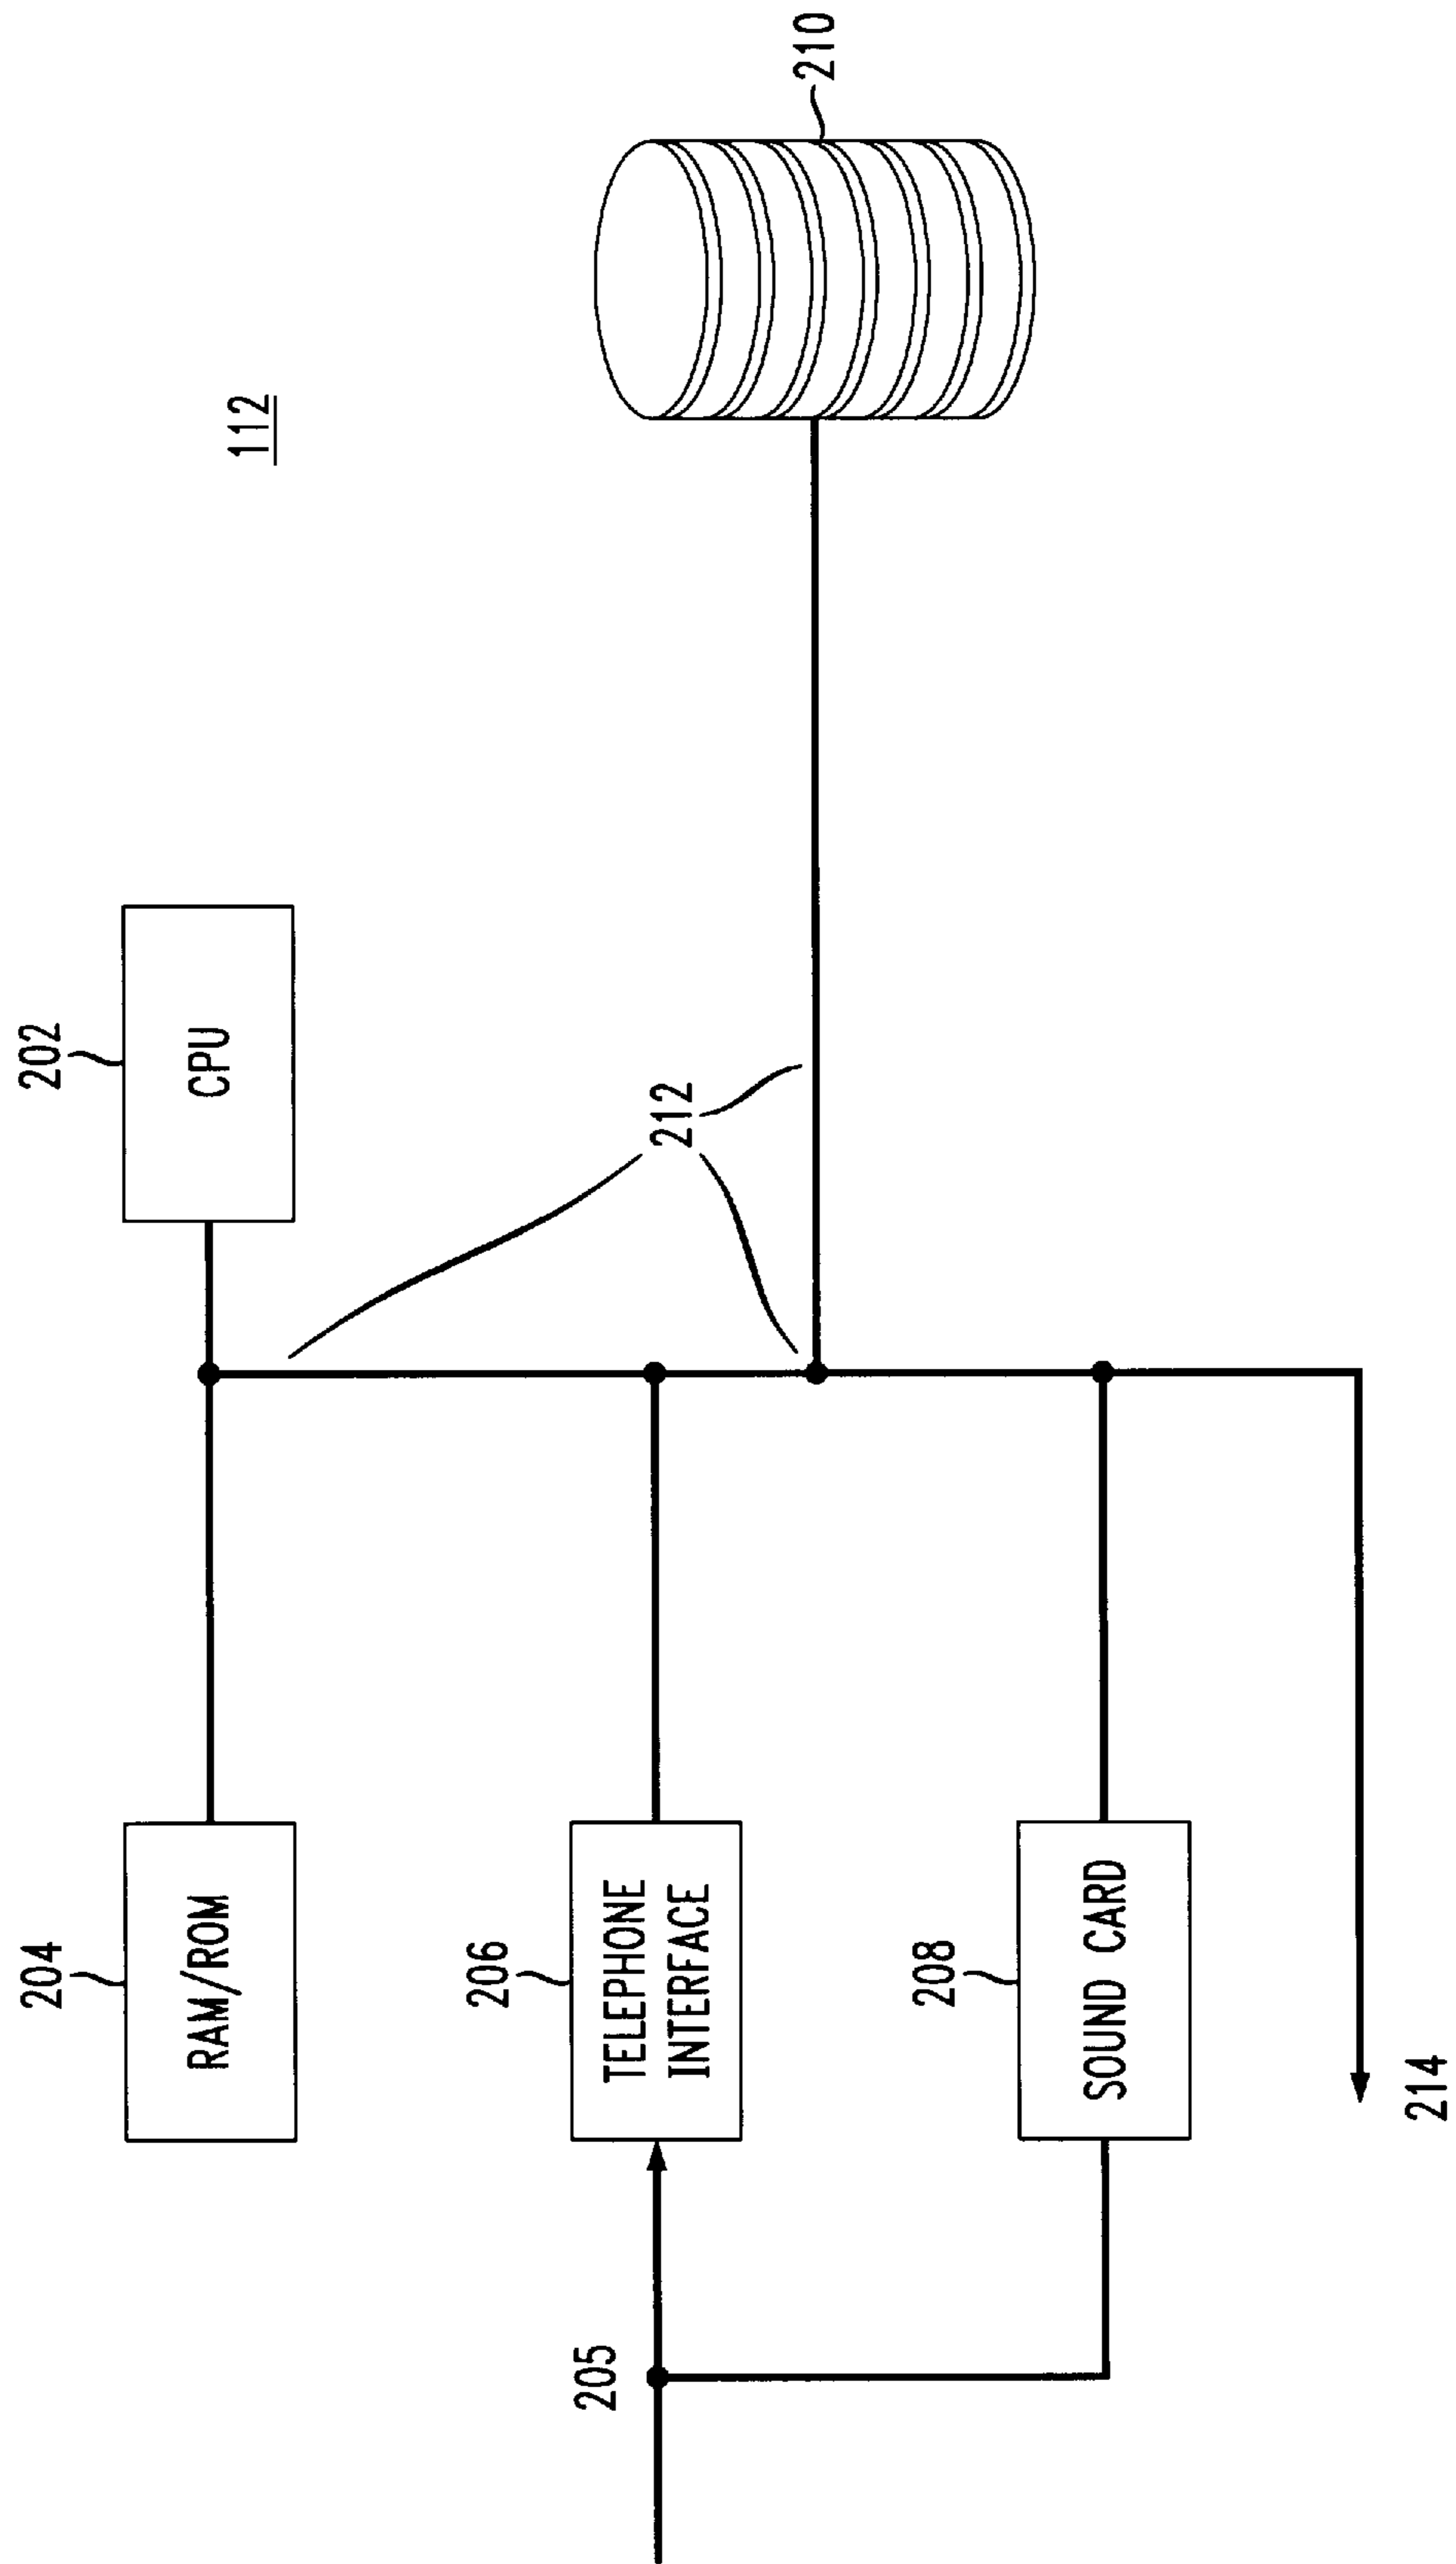 112
202
CPU
204
RAM/ROM
212
210
206
TELEPHONE
INTERFACE
205
208
SOUND CARD
214